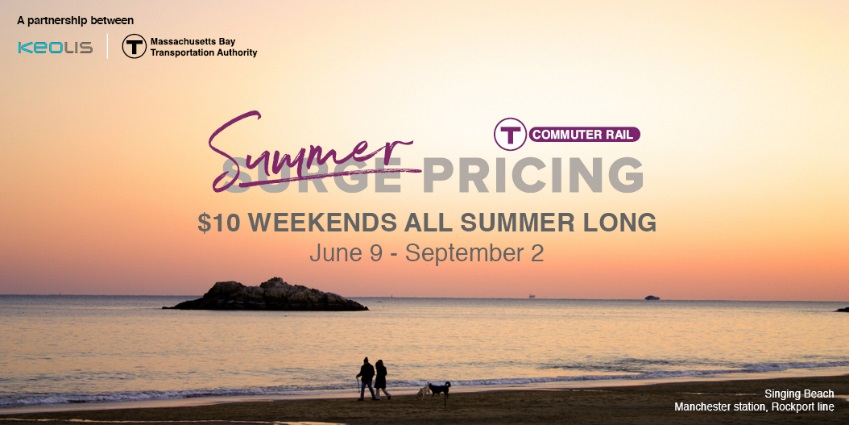 A partnership between
Keolis
T Massachusetts Bay
Transportation Authority
T COMMUTER RAIL
Summer
SURGE PRICING
$10 WEEKENDS ALL SUMMER LONG
June 9 - September 2
Singing Beach
Manchester station, Rockport line